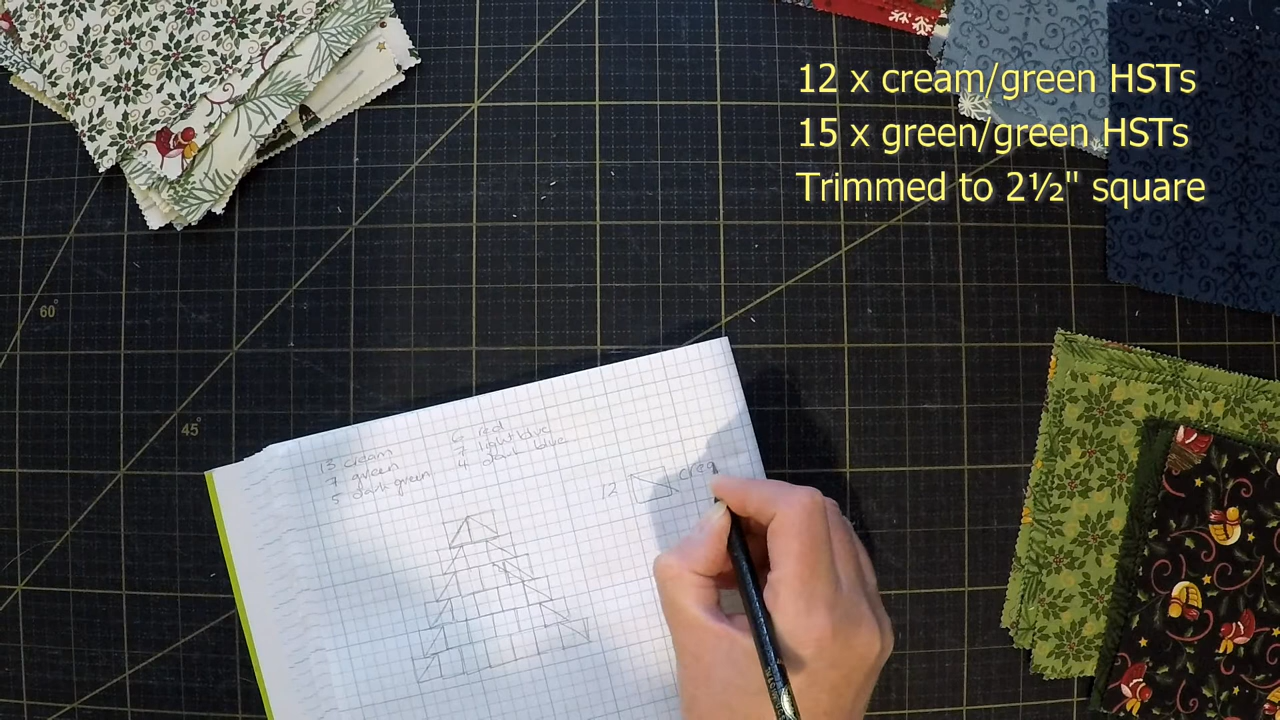 12 x cream/green HSTs
15 x green/green HSTs
Trimmed to 2½" square
60°
45°
13 cream
7 green
5 dark green
6 red
7 light blue
4 dark blue
12 crea